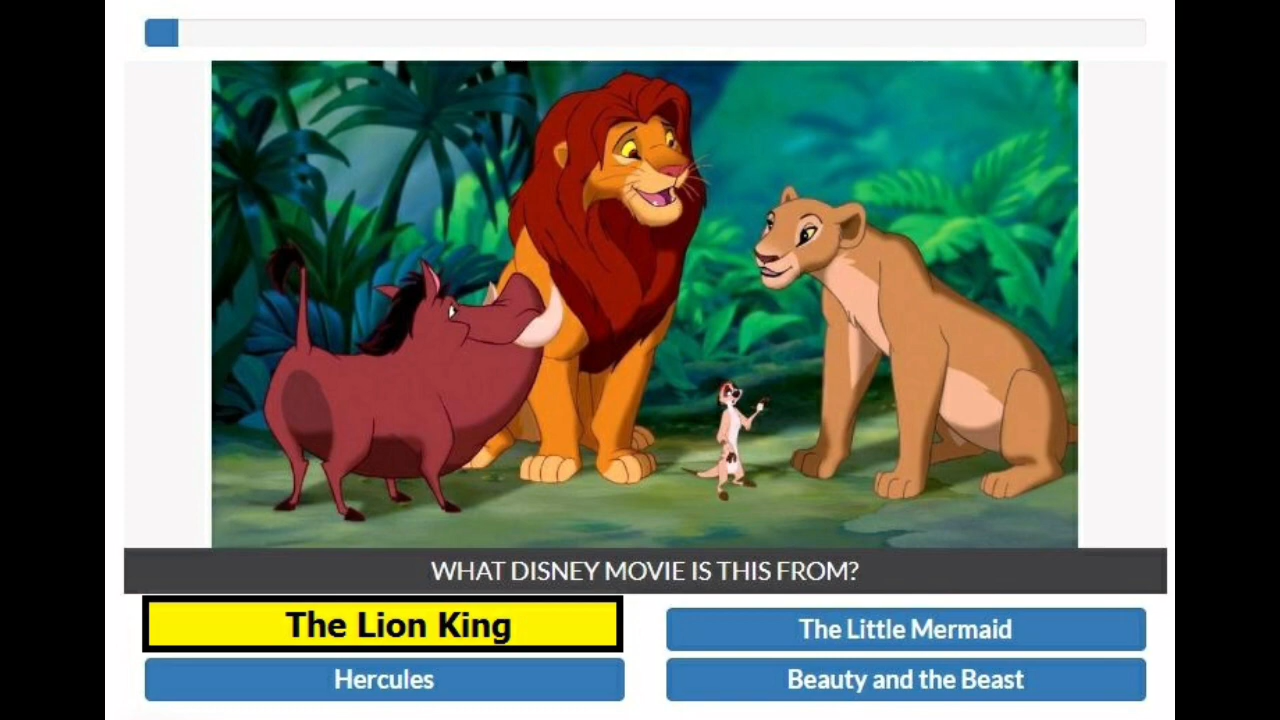 WHAT DISNEY MOVIE IS THIS FROM?
The Lion King
The Little Mermaid
Hercules
Beauty and the Beast